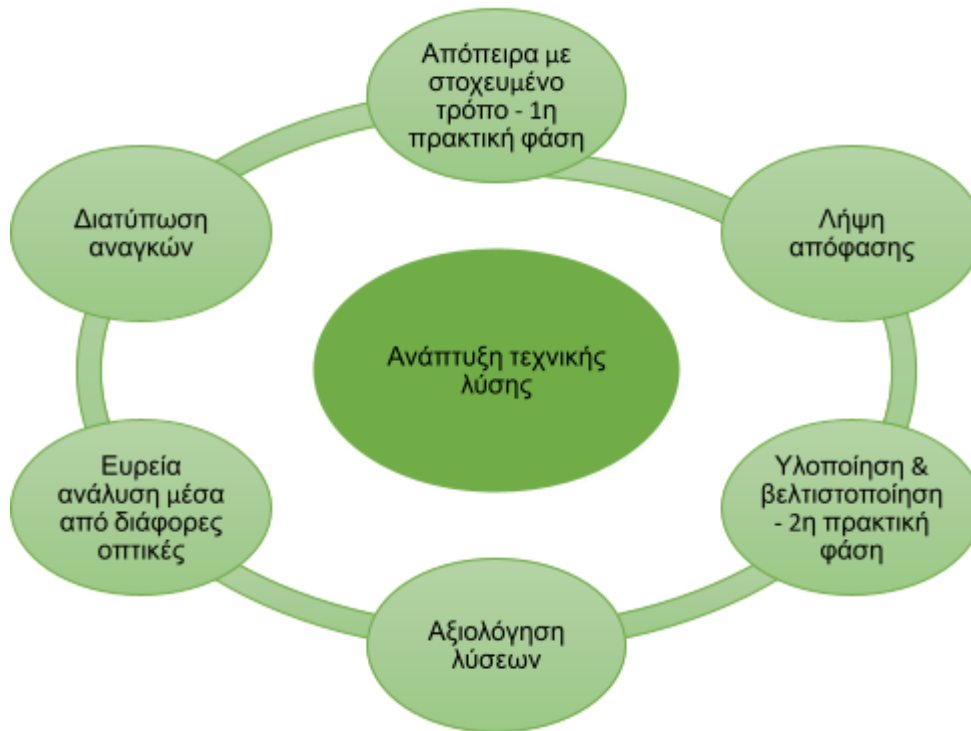 Απόπειρα με
στοχευμένο
τρόπο - 1η
πρακτική φάση
Διατύπωση
αναγκών
Λήψη
απόφασης
Ανάπτυξη τεχνικής
λύσης
Ευρεία
ανάλυση μέσα
από διάφορες
οπτικές
Υλοποίηση &
βελτιστοποίηση
- 2η πρακτική
φάση
Αξιολόγηση
λύσεων